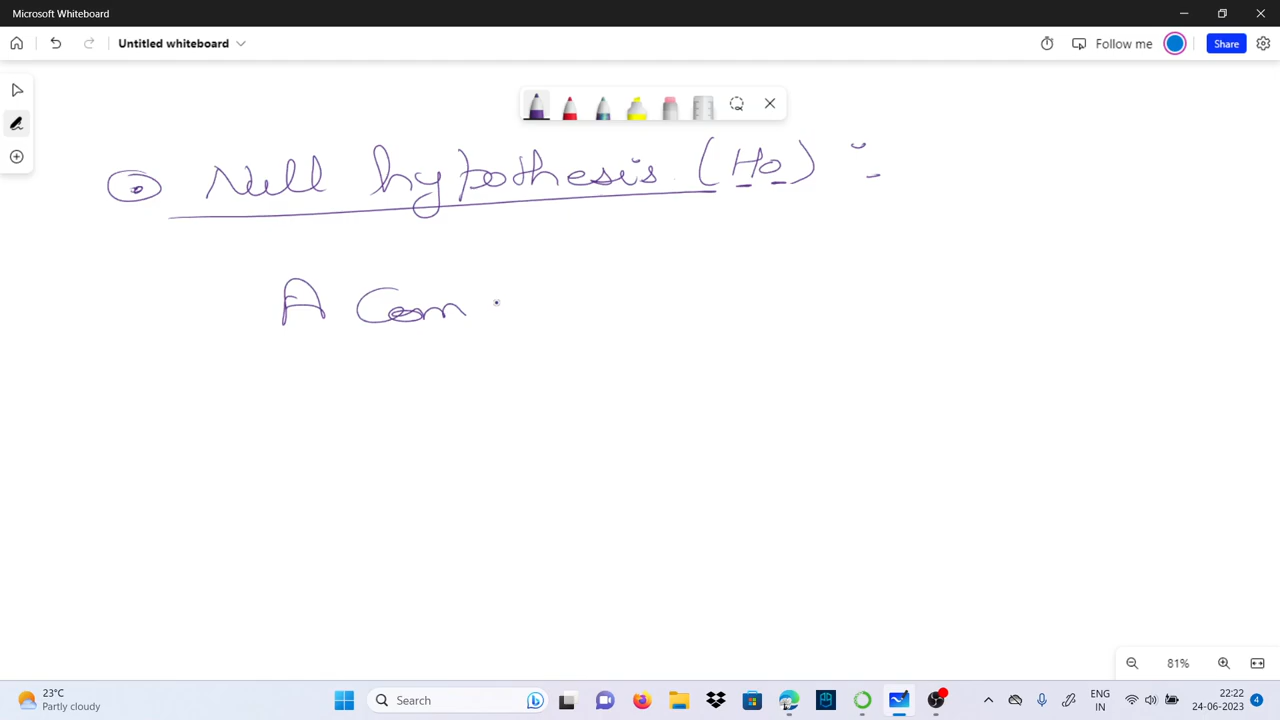 Microsoft Whiteboard
Untitled whiteboard
Follow me
Share
Null hypothesis (Ho) :-
A Com
81%
23°C
Partly cloudy
Search
ENG
IN
22:22
24-06-2023
4